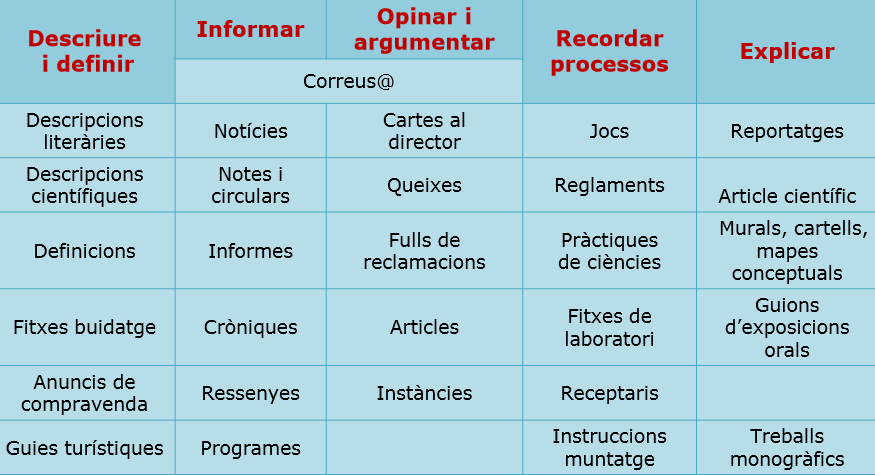 Descriure
i definir
Informar
Opinar i
argumentar
Recordar
processos
Explicar
Correus@
Descripcions
literàries
Notícies
Cartes al
director
Jocs
Reportatges
Descripcions
científiques
Notes i
circulars
Queixes
Reglaments
Article científic
Definicions
Informes
Fulls de
reclamacions
Pràctiques
de ciències
Murals, cartells,
mapes
conceptuals
Fitxes buidatge
Cròniques
Articles
Fitxes de
laboratori
Guions
d’exposicions
orals
Anuncis de
compravenda
Ressenyes
Instàncies
Receptaris
Guies turístiques
Programes
Instruccions
muntatge
Treballs
monogràfics